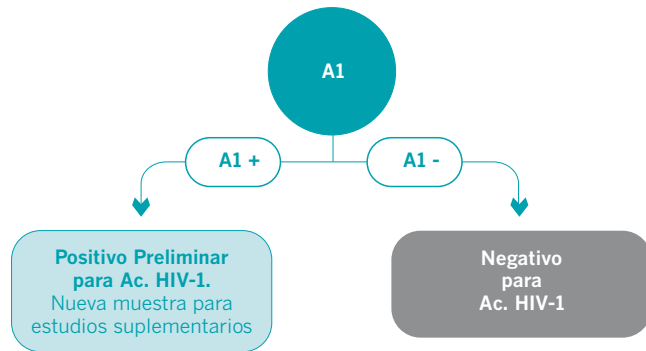 A1
A1 +
A1 -
Positivo Preliminar
para Ac. HIV-1.
Nueva muestra para
estudios suplementarios
Negativo
para
Ac. HIV-1